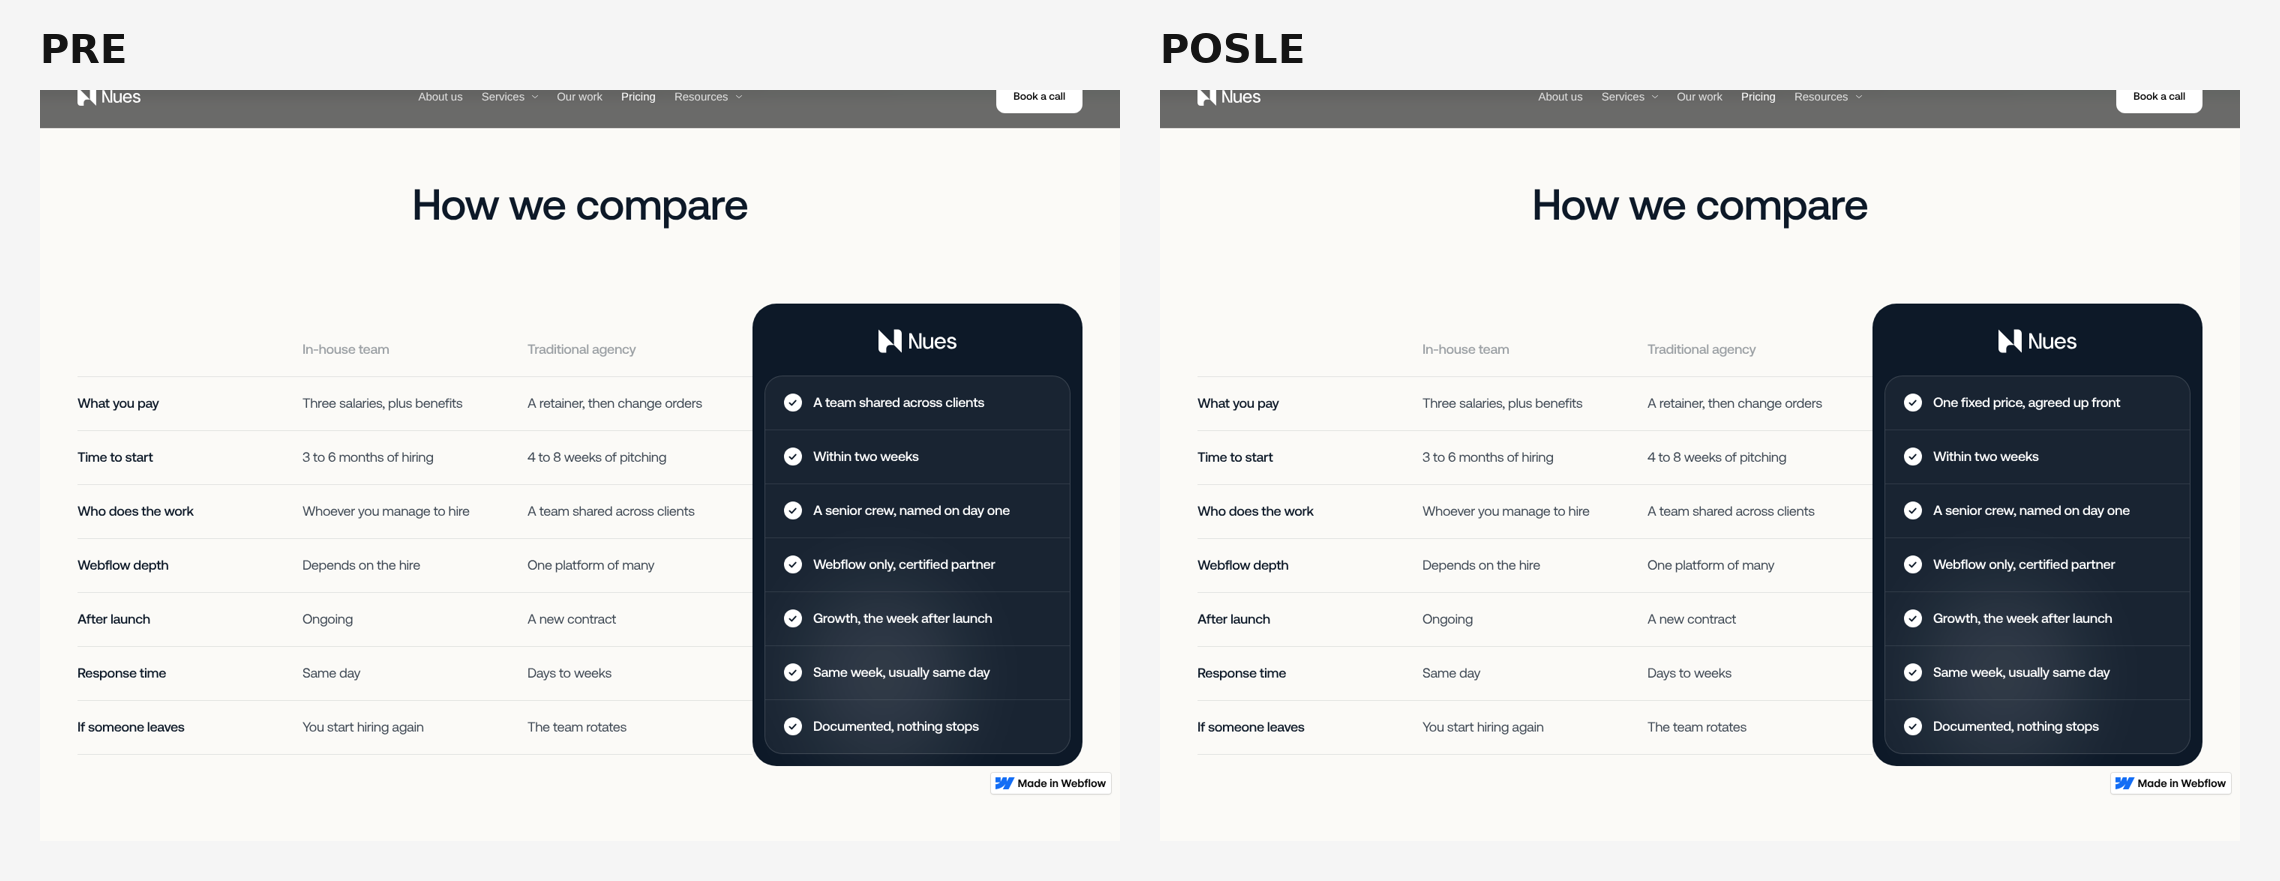 PRE
Nues
About us
Services
Our work
Pricing
Resources
Book a call
How we compare
In-house team
Traditional agency
Nues
What you pay
Three salaries, plus benefits
A retainer, then change orders
A team shared across clients
Time to start
3 to 6 months of hiring
4 to 8 weeks of pitching
Within two weeks
Who does the work
Whoever you manage to hire
A team shared across clients
A senior crew, named on day one
Webflow depth
Depends on the hire
One platform of many
Webflow only, certified partner
After launch
Ongoing
A new contract
Growth, the week after launch
Response time
Same day
Days to weeks
Same week, usually same day
If someone leaves
You start hiring again
The team rotates
Documented, nothing stops
Made in Webflow
POSLE
Nues
About us
Services
Our work
Pricing
Resources
Book a call
How we compare
In-house team
Traditional agency
Nues
What you pay
Three salaries, plus benefits
A retainer, then change orders
One fixed price, agreed up front
Time to start
3 to 6 months of hiring
4 to 8 weeks of pitching
Within two weeks
Who does the work
Whoever you manage to hire
A team shared across clients
A senior crew, named on day one
Webflow depth
Depends on the hire
One platform of many
Webflow only, certified partner
After launch
Ongoing
A new contract
Growth, the week after launch
Response time
Same day
Days to weeks
Same week, usually same day
If someone leaves
You start hiring again
The team rotates
Documented, nothing stops
Made in Webflow